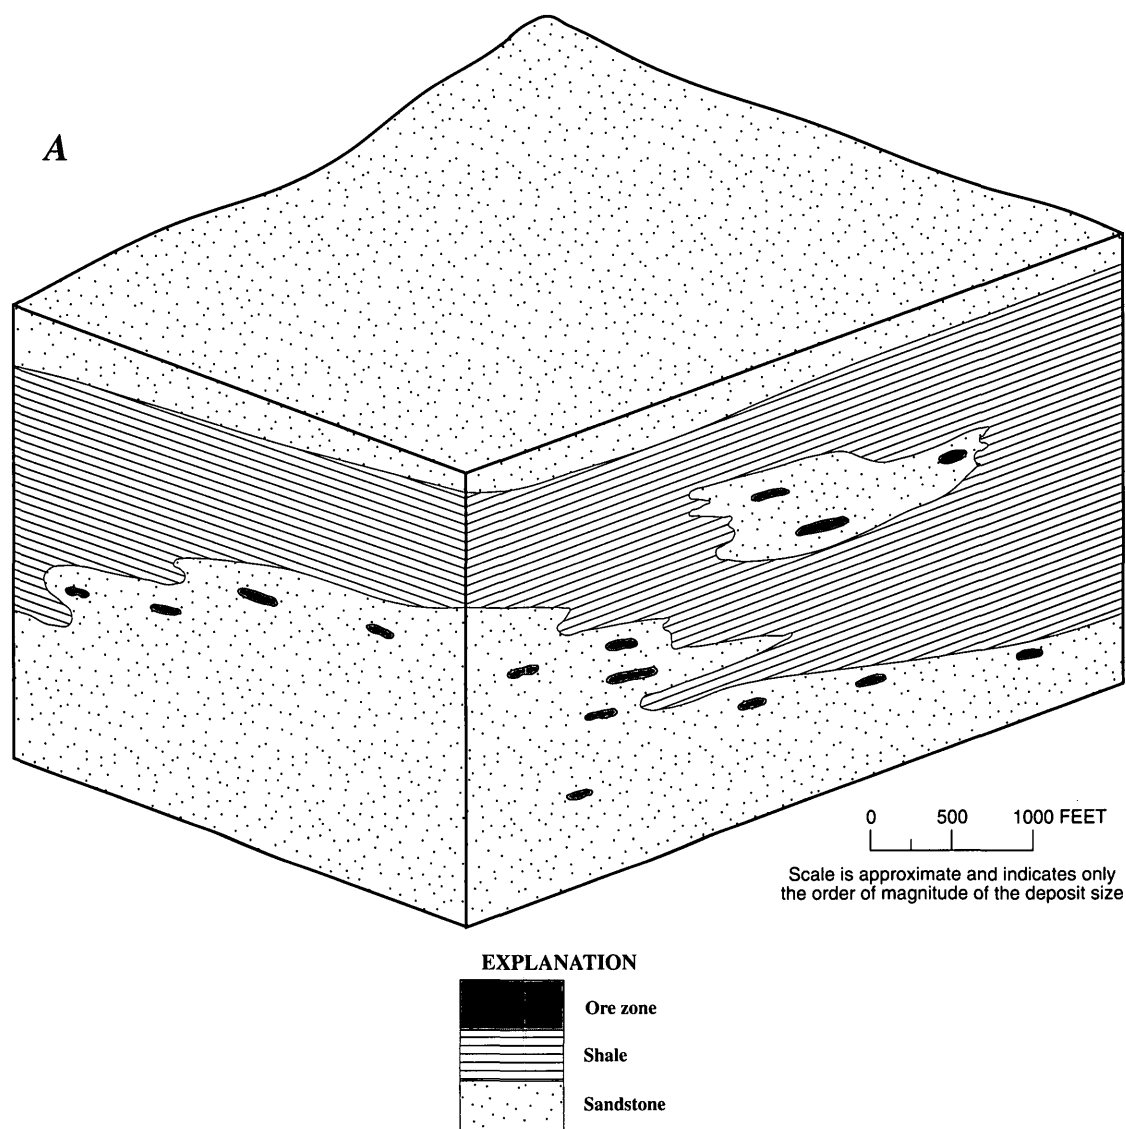 A
0 500 1000 FEET
Scale is approximate and indicates only
the order of magnitude of the deposit size
EXPLANATION
Ore zone
Shale
Sandstone